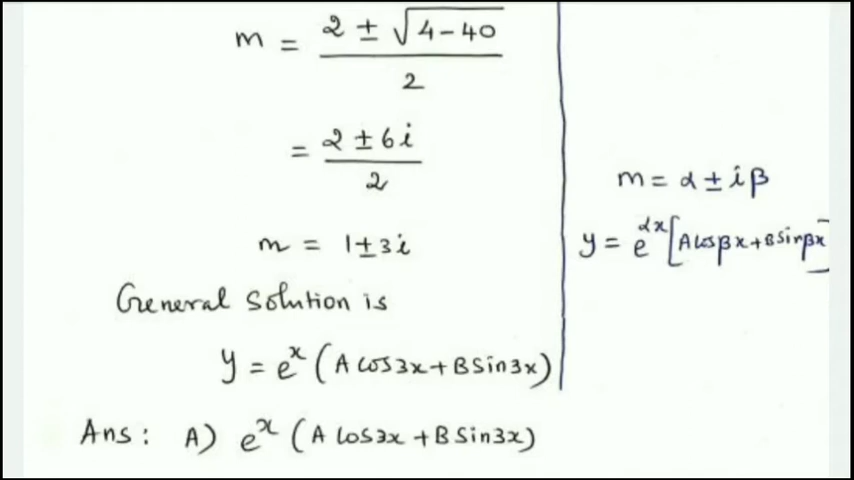 m = 2 ± √4-40 / 2
= 2 ± 6i / 2
m = 1±3i
General Solution is
y = e^x (A cos3x + B Sin3x)
Ans : A) e^x (A cos3x + B Sin3x)
m = α ± iβ
y = e^αx [A cosβx + B Sinβx]